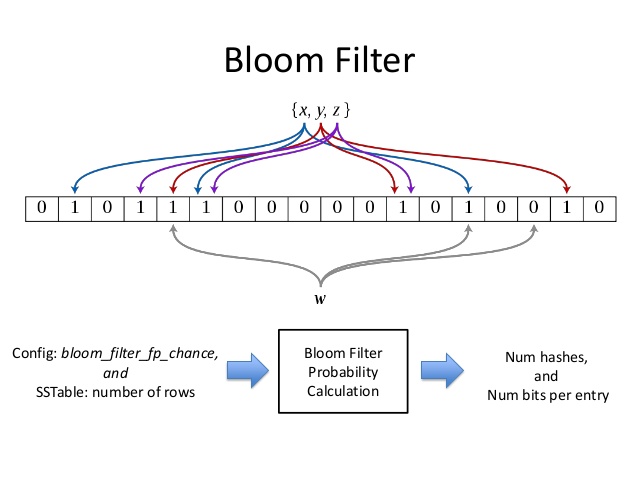 Bloom Filter
{x, y, z}
0 1 0 1 1 1 0 0 0 0 0 1 0 1 0 0 1 0
w
Config: bloom_filter_fp_chance,
and
SSTable: number of rows
Bloom Filter
Probability
Calculation
Num hashes,
and
Num bits per entry